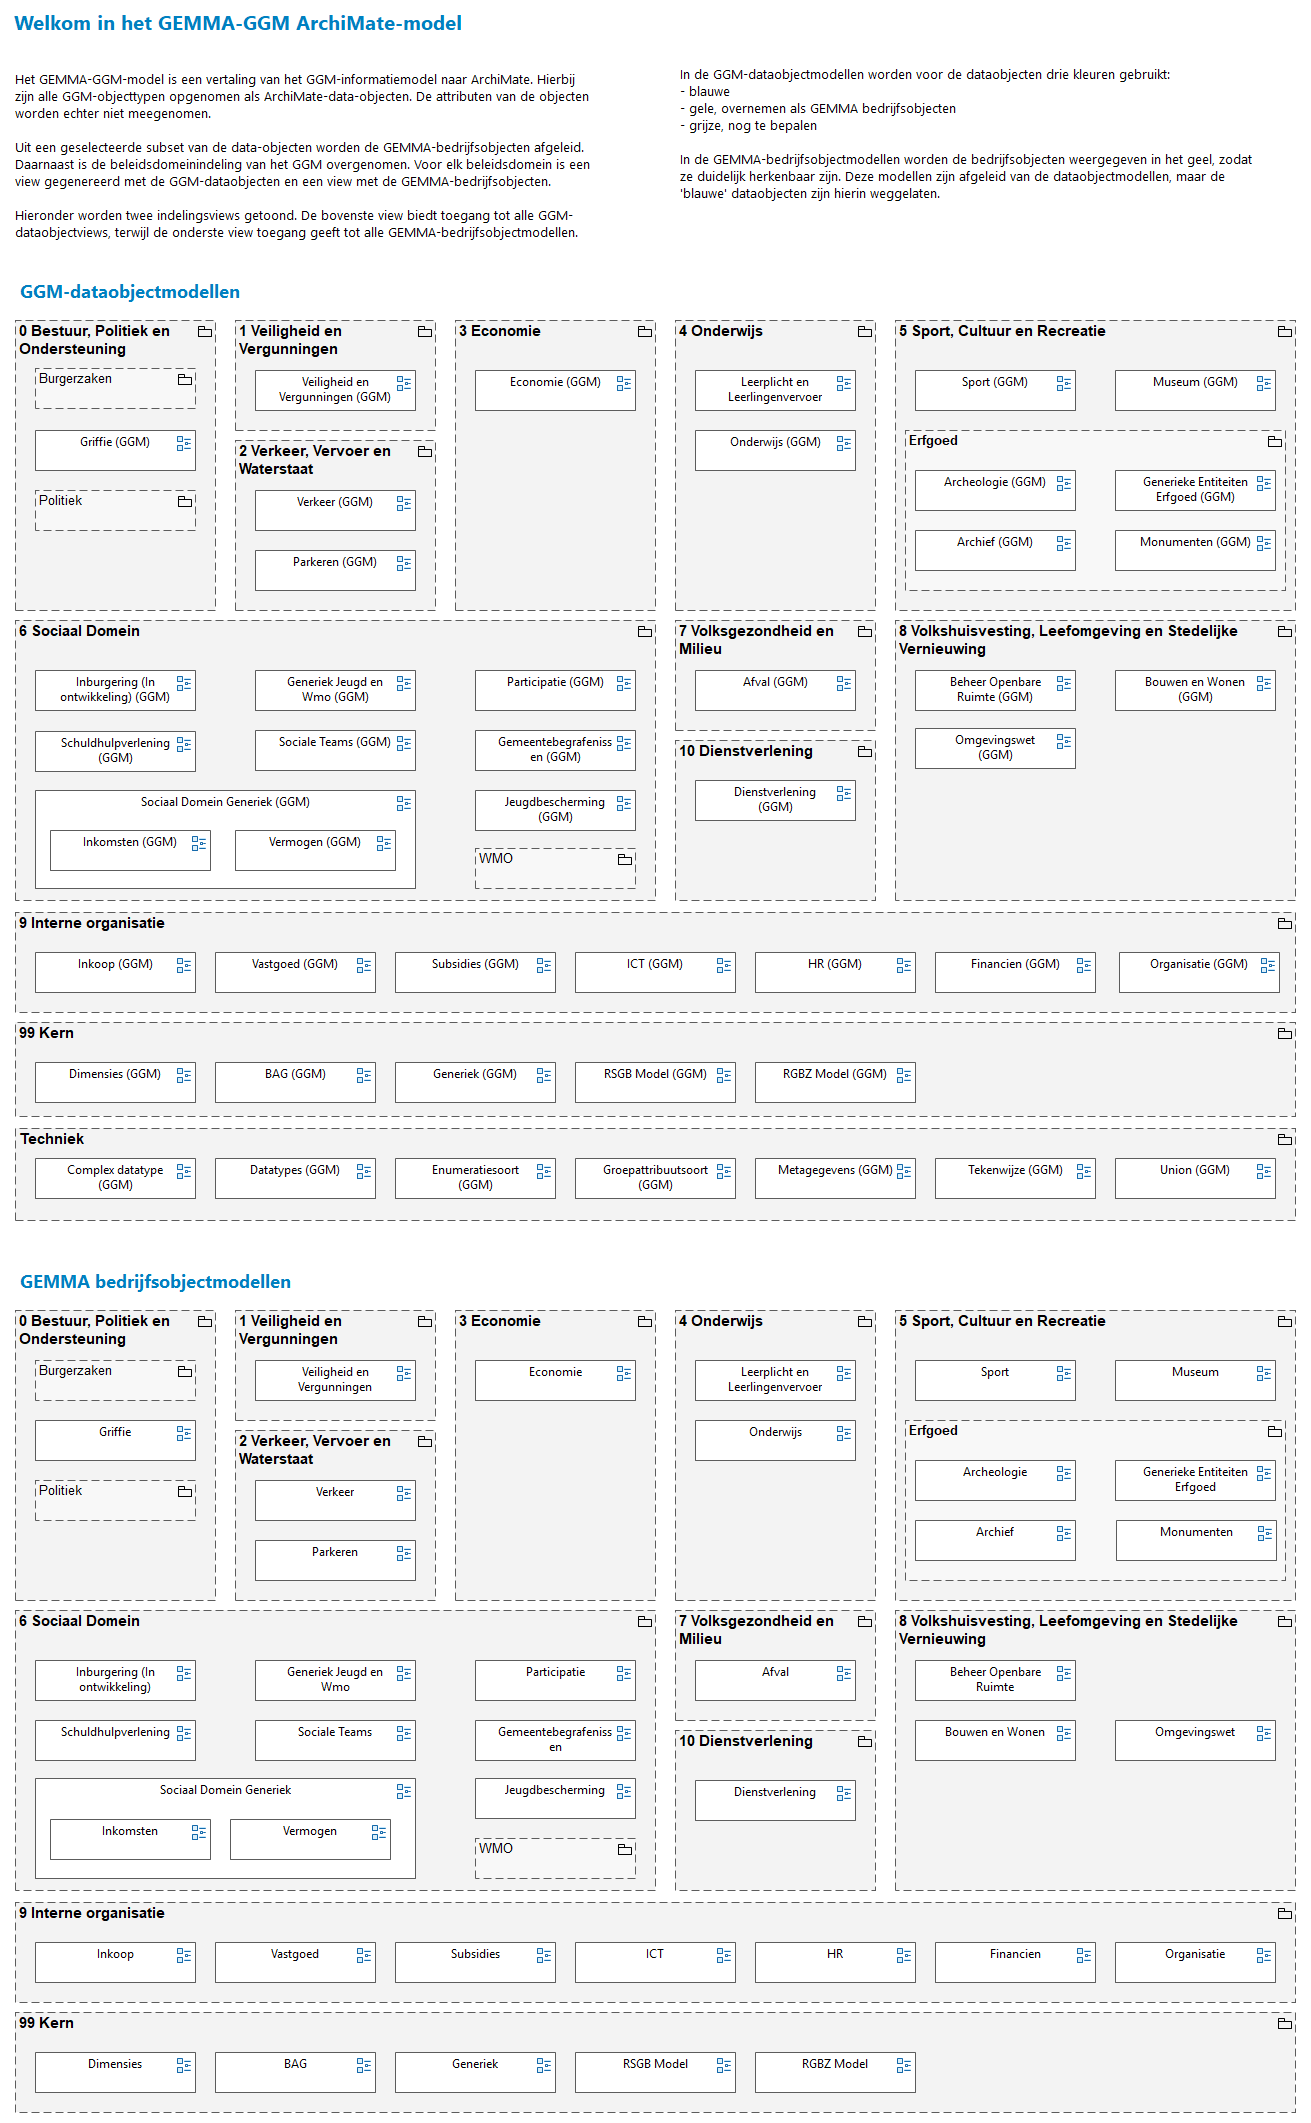 Welkom in het GEMMA-GGM ArchiMate-model
Het GEMMA-GGM-model is een vertaling van het GGM-informatiemodel naar ArchiMate. Hierbij
zijn alle GGM-objecttypen opgenomen als ArchiMate-data-objecten. De attributen van de objecten
worden echter niet meegenomen.
Uit een geselecteerde subset van de data-objecten worden de GEMMA-bedrijfsobjecten afgeleid.
Daarnaast is de beleidsdomeinindeling van het GGM overgenomen. Voor elk beleidsdomein is een
view gegenereerd met de GGM-dataobjecten en een view met de GEMMA-bedrijfsobjecten.
Hieronder worden twee indelingsviews getoond. De bovenste view biedt toegang tot alle GGM-
dataobjectviews, terwijl de onderste view toegang geeft tot alle GEMMA-bedrijfsobjectmodellen.
In de GGM-dataobjectmodellen worden voor de dataobjecten drie kleuren gebruikt:
- blauwe
- gele, overnemen als GEMMA bedrijfsobjecten
- grijze, nog te bepalen
In de GEMMA-bedrijfsobjectmodellen worden de bedrijfsobjecten weergegeven in het geel, zodat
ze duidelijk herkenbaar zijn. Deze modellen zijn afgeleid van de dataobjectmodellen, maar de
'blauwe' dataobjecten zijn hierin weggelaten.
GGM-dataobjectmodellen
0 Bestuur, Politiek en
Ondersteuning
Burgerzaken
Griffie (GGM)
Politiek
1 Veiligheid en
Vergunningen
Veiligheid en
Vergunningen (GGM)
2 Verkeer, Vervoer en
Waterstaat
Verkeer (GGM)
Parkeren (GGM)
3 Economie
Economie (GGM)
4 Onderwijs
Leerplicht en
Leerlingenvervoer
Onderwijs (GGM)
5 Sport, Cultuur en Recreatie
Sport (GGM)
Museum (GGM)
Erfgoed
Archeologie (GGM)
Generieke Entiteiten
Erfgoed (GGM)
Archief (GGM)
Monumenten (GGM)
6 Sociaal Domein
Inburgering (In
ontwikkeling) (GGM)
Generiek Jeugd en
Wmo (GGM)
Participatie (GGM)
Schuldhulpverlening
(GGM)
Sociale Teams (GGM)
Gemeentebegrafeniss
en (GGM)
Sociaal Domein Generiek (GGM)
Inkomsten (GGM)
Vermogen (GGM)
Jeugdbescherming
(GGM)
WMO
7 Volksgezondheid en
Milieu
Afval (GGM)
10 Dienstverlening
Dienstverlening
(GGM)
8 Volkshuisvesting, Leefomgeving en Stedelijke
Vernieuwing
Beheer Openbare
Ruimte (GGM)
Bouwen en Wonen
(GGM)
Omgevingswet
(GGM)
9 Interne organisatie
Inkoop (GGM)
Vastgoed (GGM)
Subsidies (GGM)
ICT (GGM)
HR (GGM)
Financien (GGM)
Organisatie (GGM)
99 Kern
Dimensies (GGM)
BAG (GGM)
Generiek (GGM)
RSGB Model (GGM)
RGBZ Model (GGM)
Techniek
Complex datatype
(GGM)
Datatypes (GGM)
Enumeratiesoort
(GGM)
Groepattribuutsoort
(GGM)
Metagegevens (GGM)
Tekenwijze (GGM)
Union (GGM)
GEMMA bedrijfsobjectmodellen
0 Bestuur, Politiek en
Ondersteuning
Burgerzaken
Griffie
Politiek
1 Veiligheid en
Vergunningen
Veiligheid en
Vergunningen
2 Verkeer, Vervoer en
Waterstaat
Verkeer
Parkeren
3 Economie
Economie
4 Onderwijs
Leerplicht en
Leerlingenvervoer
Onderwijs
5 Sport, Cultuur en Recreatie
Sport
Museum
Erfgoed
Archeologie
Generieke Entiteiten
Erfgoed
Archief
Monumenten
6 Sociaal Domein
Inburgering (In
ontwikkeling)
Generiek Jeugd en
Wmo
Participatie
Schuldhulpverlening
Sociale Teams
Gemeentebegrafeniss
en
Sociaal Domein Generiek
Inkomsten
Vermogen
Jeugdbescherming
WMO
7 Volksgezondheid en
Milieu
Afval
10 Dienstverlening
Dienstverlening
8 Volkshuisvesting, Leefomgeving en Stedelijke
Vernieuwing
Beheer Openbare
Ruimte
Bouwen en Wonen
Omgevingswet
9 Interne organisatie
Inkoop
Vastgoed
Subsidies
ICT
HR
Financien
Organisatie
99 Kern
Dimensies
BAG
Generiek
RSGB Model
RGBZ Model